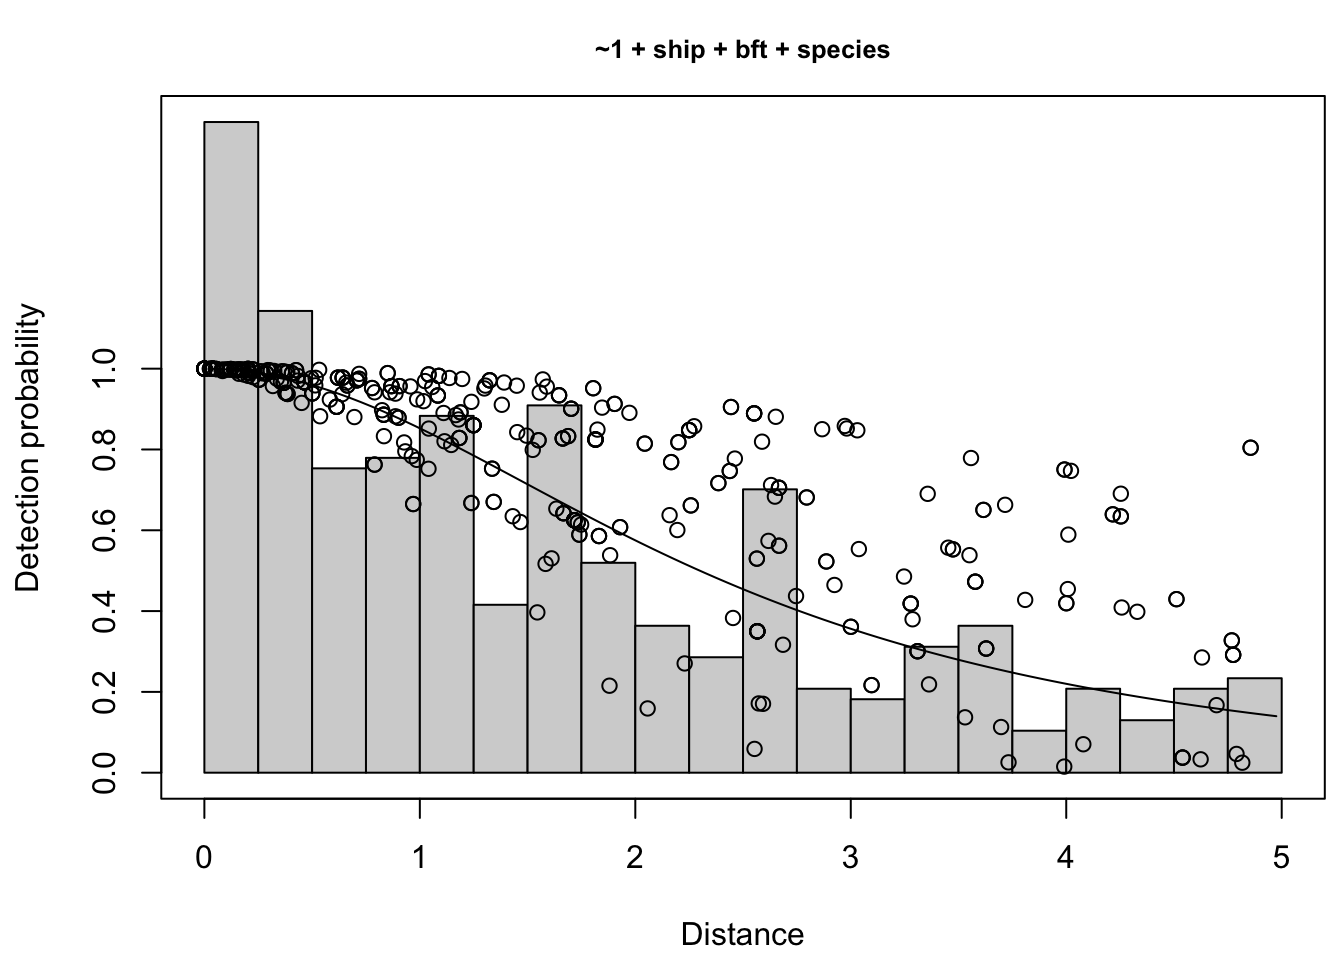 ~1 + ship + bft + species
Detection probability
1.0
0.8
0.6
0.4
0.2
0.0
0 1 2 3 4 5
Distance